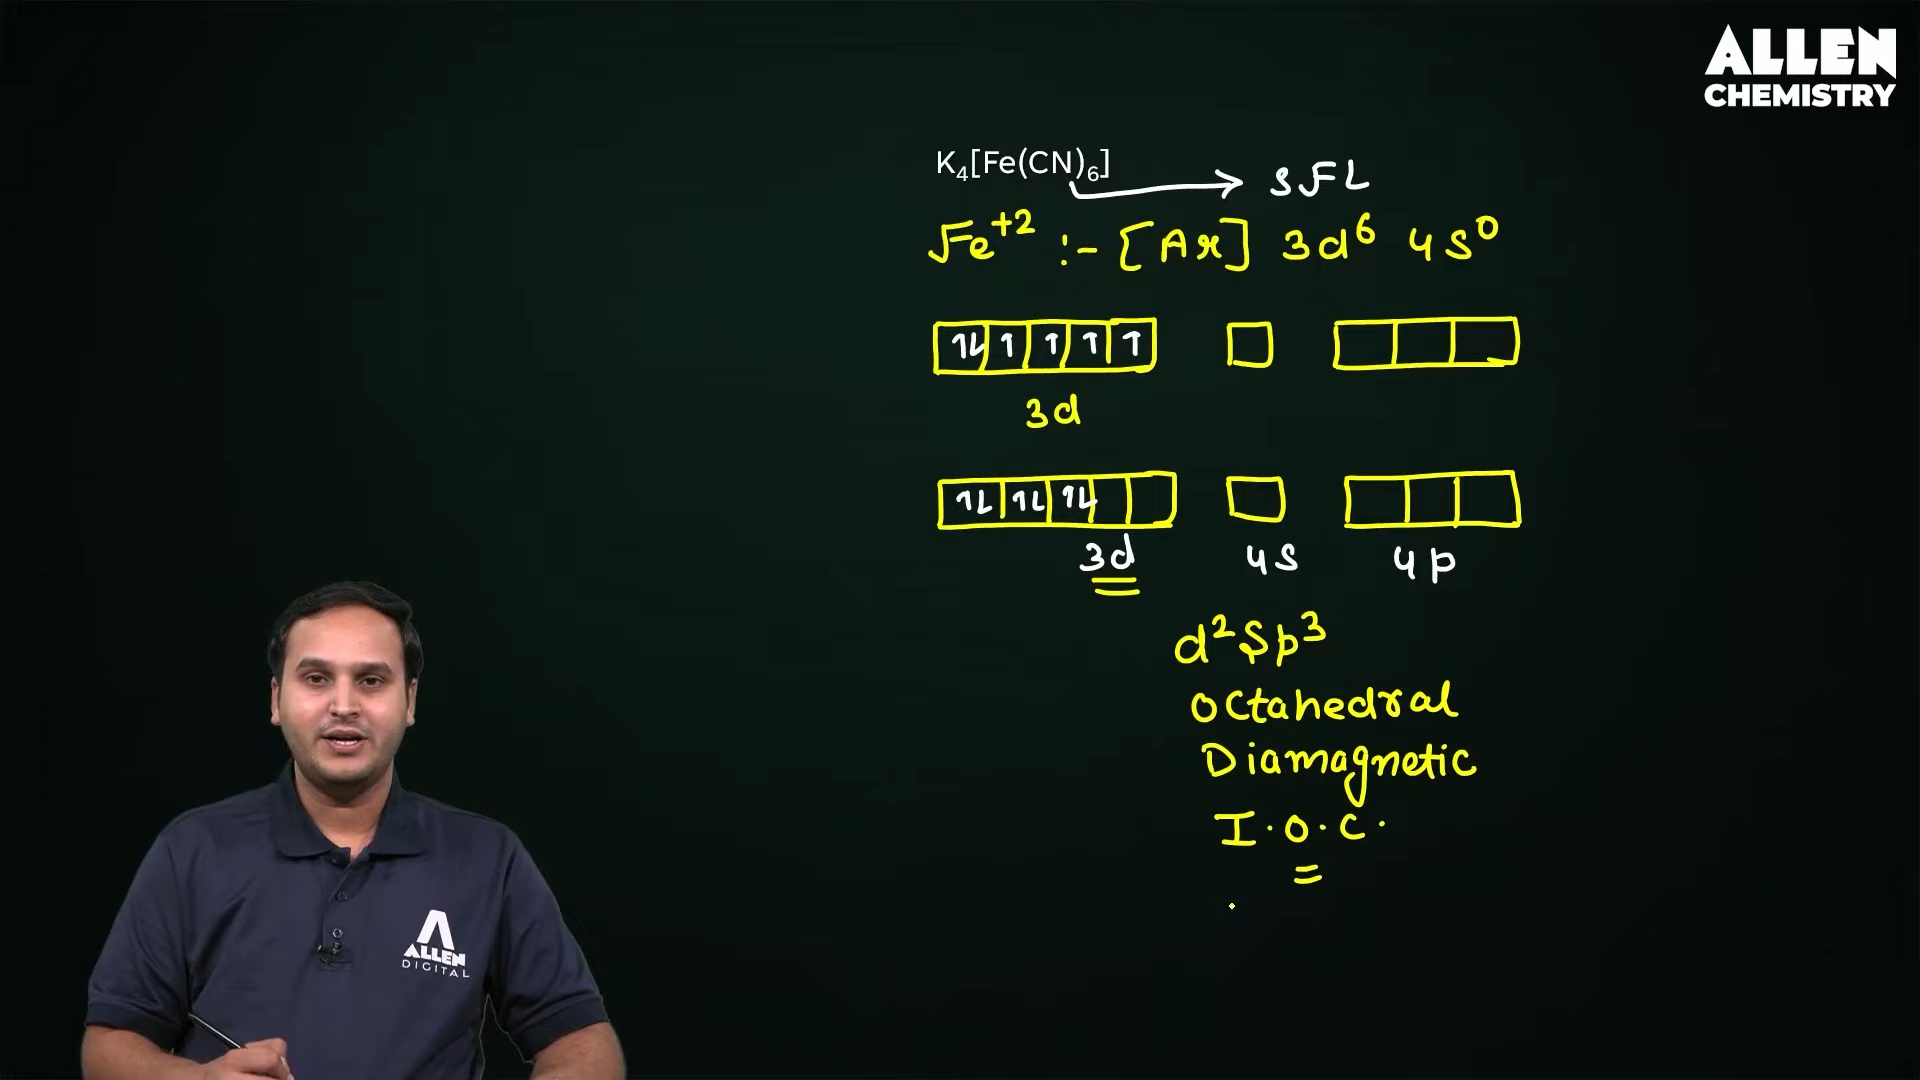 ALLEN
CHEMISTRY
K₄[Fe(CN)₆] → SFL
Fe⁺² :- [Ar] 3d⁶ 4s⁰
1L 1 1 1 1
3d
1L 1L 1L
3d 4s 4p
d²sp³
octahedral
Diamagnetic
I.O.C.
ALLEN
DIGITAL